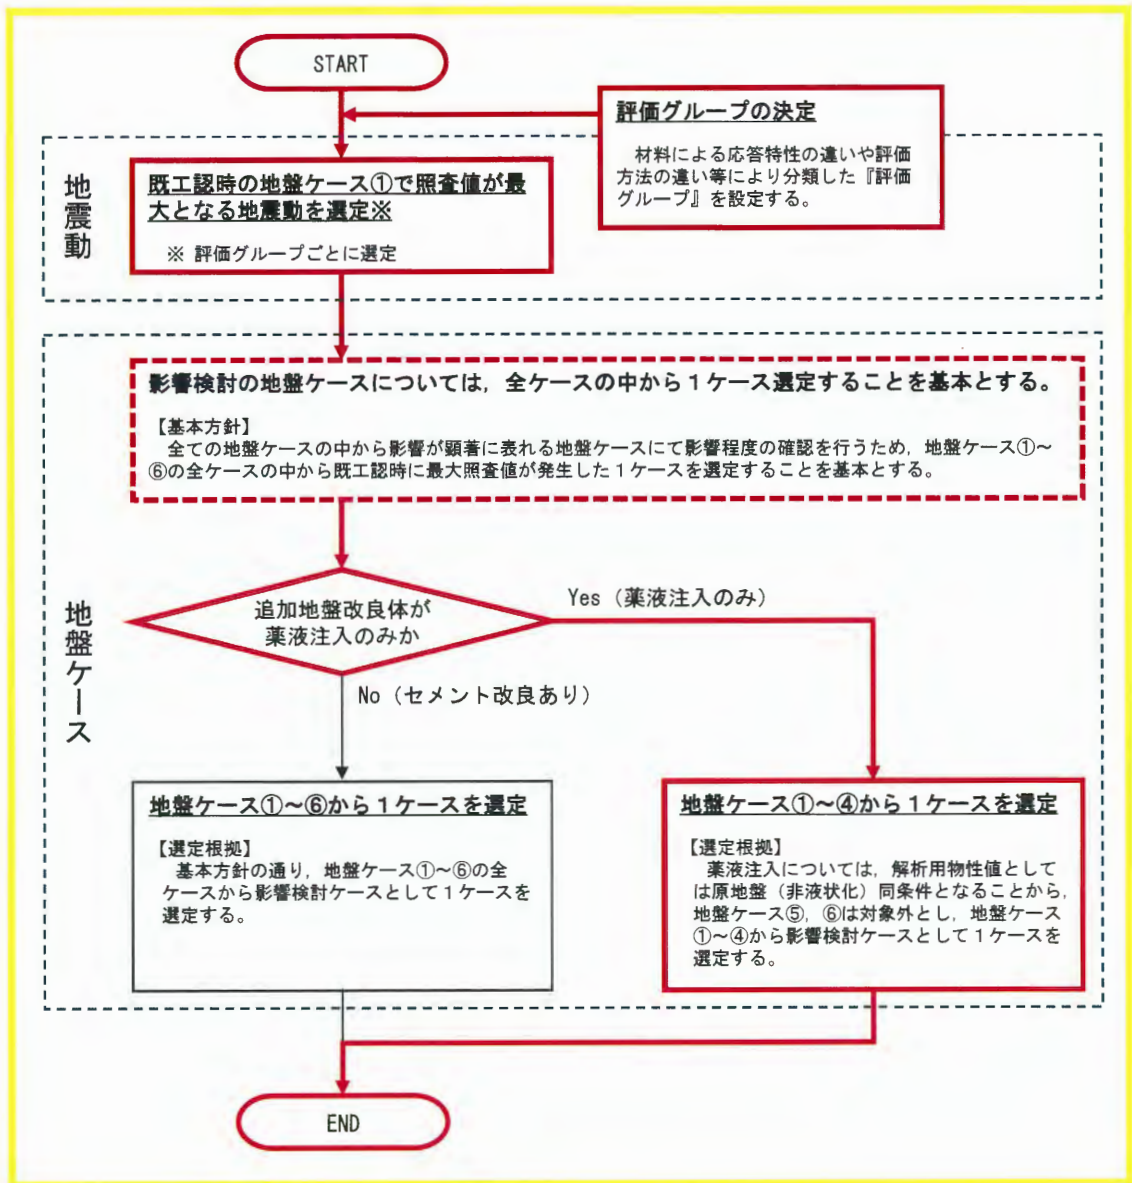 START
評価グループの決定
材料による応答特性の違いや評価
方法の違い等により分類した『評価
グループ』を設定する。
地震動
既工認時の地盤ケース①で照査値が最
大となる地震動を選定※
※ 評価グループごとに選定
地盤ケース
影響検討の地盤ケースについては，全ケースの中から１ケース選定することを基本とする。
【基本方針】
全ての地盤ケースの中から影響が顕著に表れる地盤ケースにて影響程度の確認を行うため，地盤ケース①～
⑥の全ケースの中から既工認時に最大照査値が発生した１ケースを選定することを基本とする。
追加地盤改良体が
薬液注入のみか
Yes（薬液注入のみ）
No（セメント改良あり）
地盤ケース①～⑥から１ケースを選定
【選定根拠】
基本方針の通り，地盤ケース①～⑥の全
ケースから影響検討ケースとして１ケースを
選定する。
地盤ケース①～④から１ケースを選定
【選定根拠】
薬液注入については，解析用物性値として
は原地盤（非液状化）同条件となることから，
地盤ケース⑤，⑥は対象外とし，地盤ケース
①～④から影響検討ケースとして１ケースを
選定する。
END